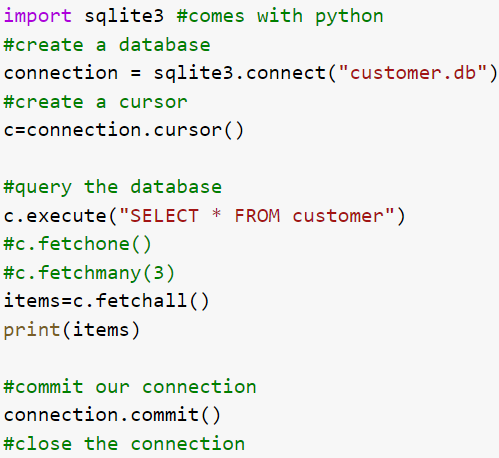 import sqlite3 #comes with python
#create a database
connection = sqlite3.connect("customer.db")
#create a cursor
c=connection.cursor()
#query the database
c.execute("SELECT * FROM customer")
#c.fetchone()
#c.fetchmany(3)
items=c.fetchall()
print(items)
#commit our connection
connection.commit()
#close the connection